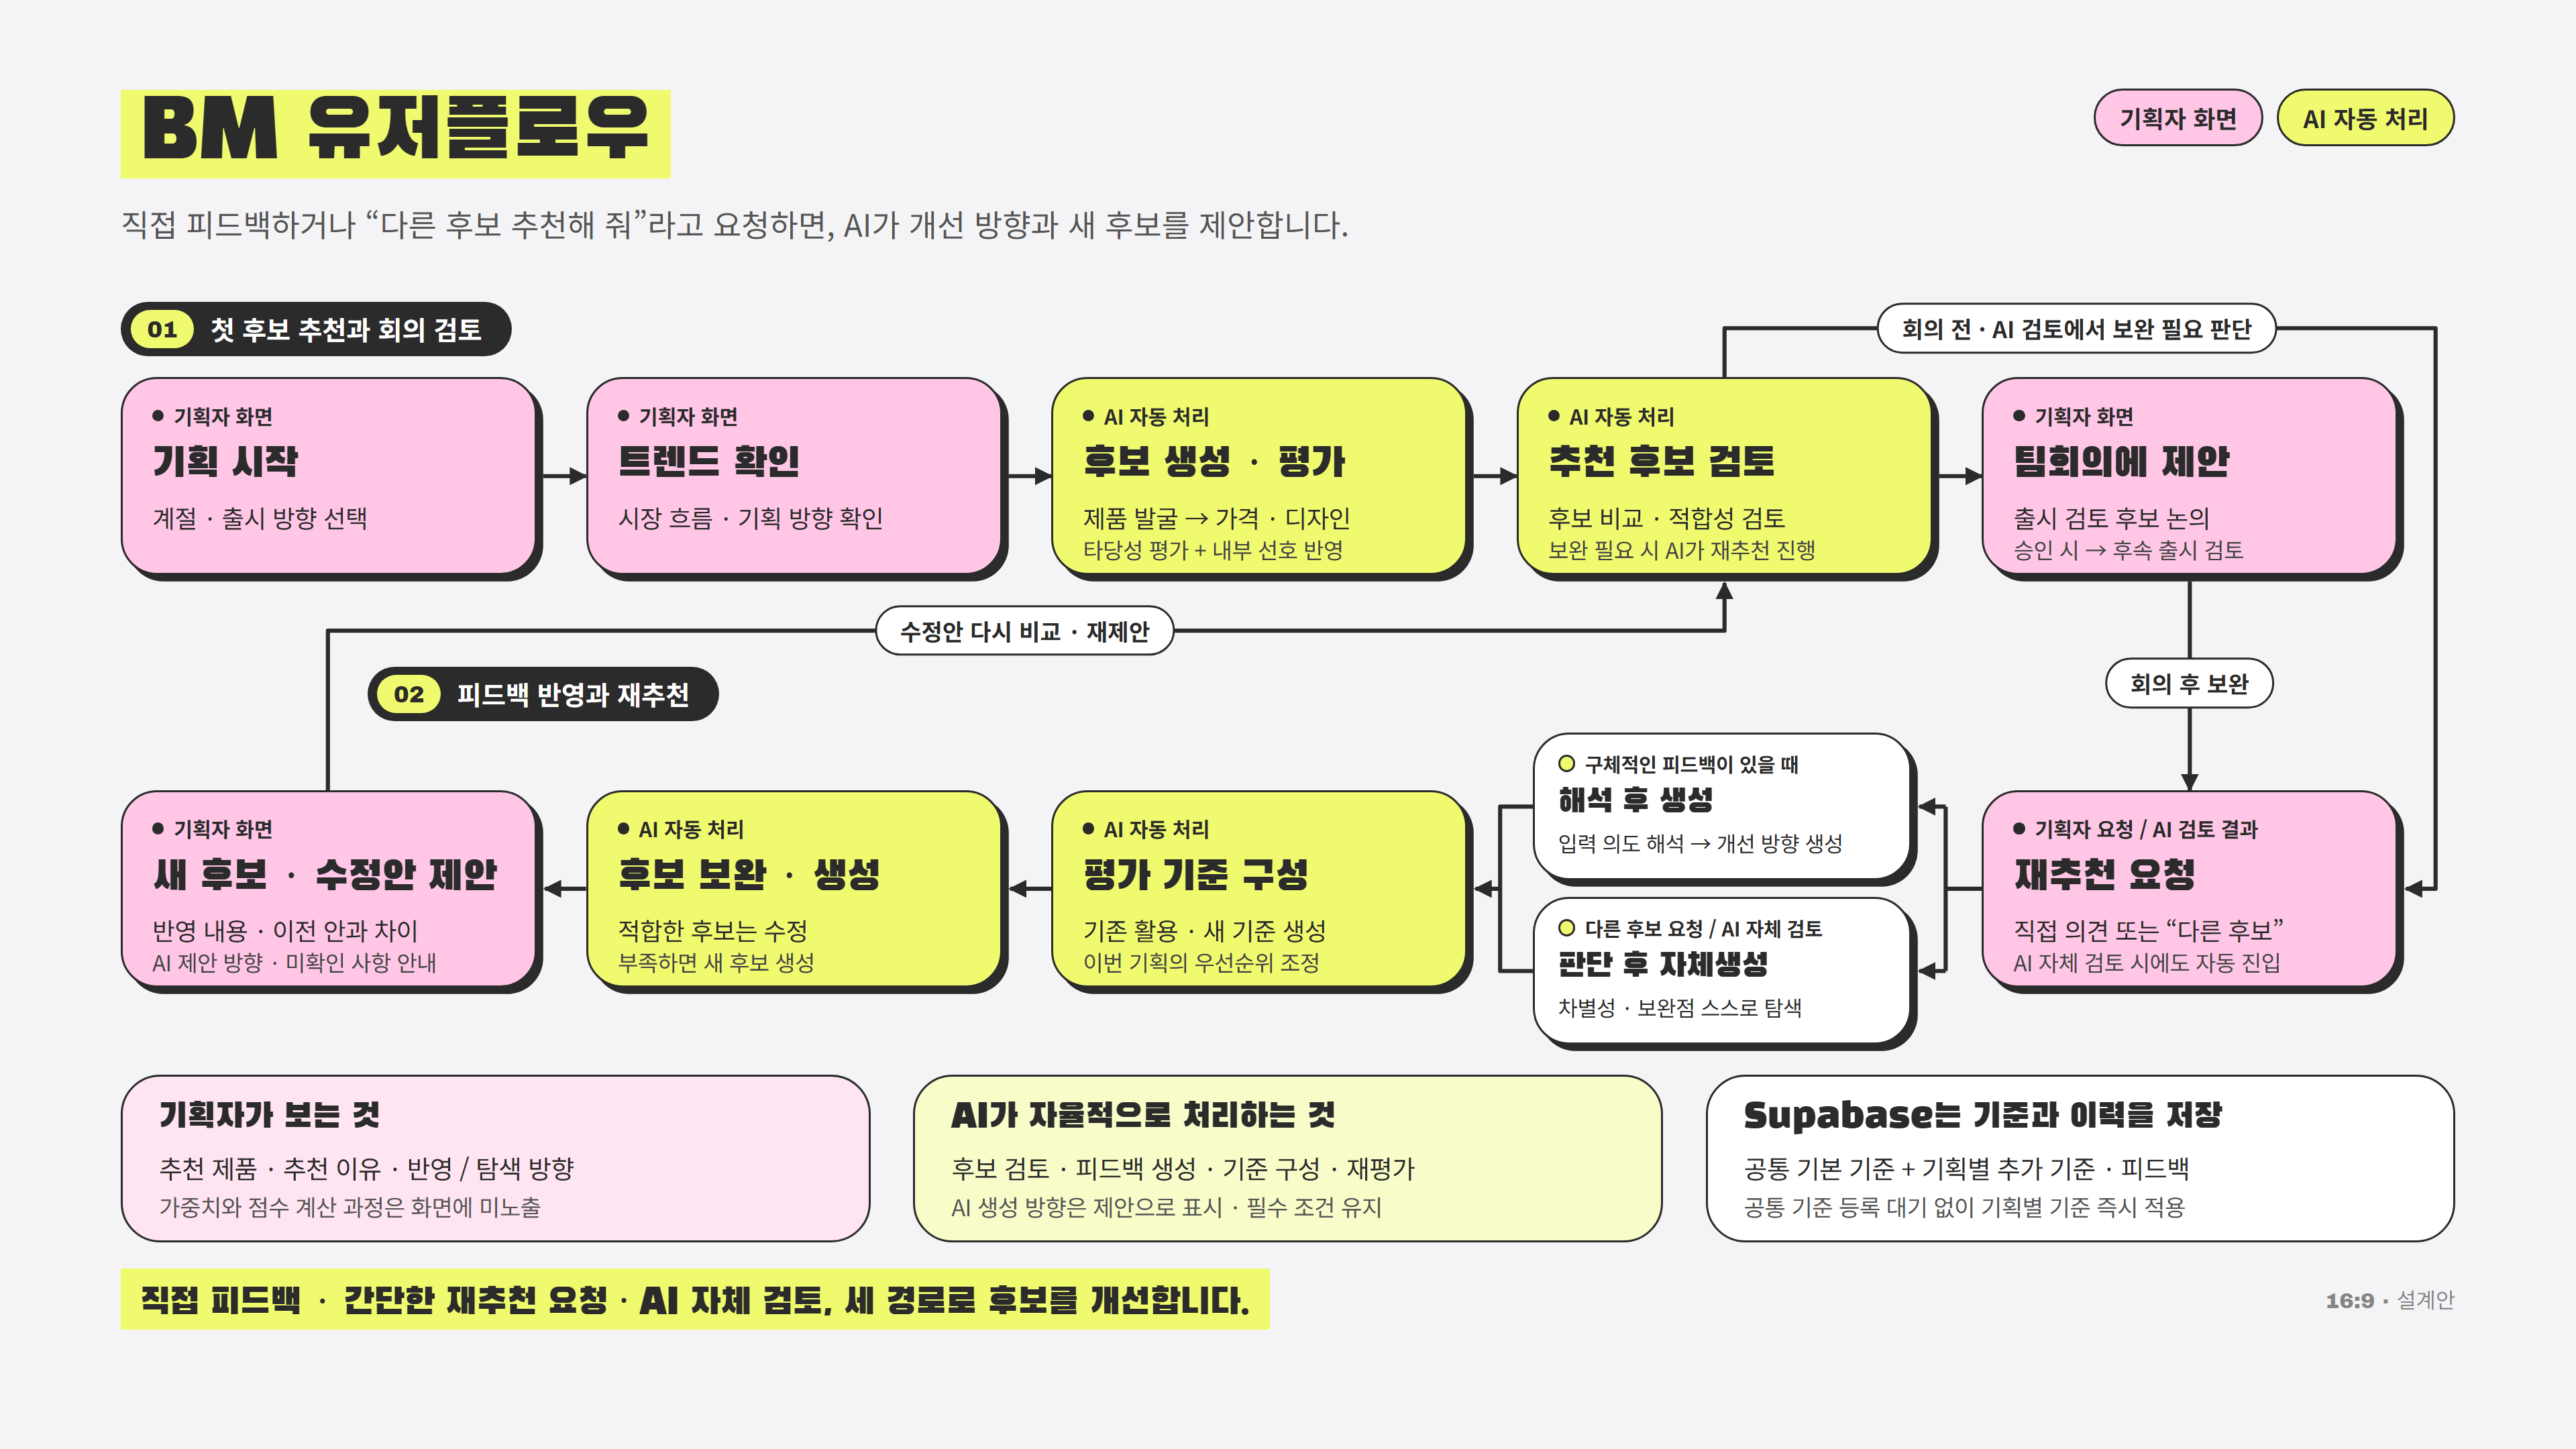 BM 유저플로우
기획자 화면
AI 자동 처리
직접 피드백하거나 “다른 후보 추천해 줘”라고 요청하면, AI가 개선 방향과 새 후보를 제안합니다.
01 첫 후보 추천과 회의 검토
회의 전 · AI 검토에서 보완 필요 판단
기획자 화면
기획 시작
계절 · 출시 방향 선택
기획자 화면
트렌드 확인
시장 흐름 · 기획 방향 확인
AI 자동 처리
후보 생성 · 평가
제품 발굴 → 가격 · 디자인
타당성 평가 + 내부 선호 반영
AI 자동 처리
추천 후보 검토
후보 비교 · 적합성 검토
보완 필요 시 AI가 재추천 진행
기획자 화면
팀회의에 제안
출시 검토 후보 논의
승인 시 → 후속 출시 검토
수정안 다시 비교 · 재제안
회의 후 보완
02 피드백 반영과 재추천
기획자 화면
새 후보 · 수정안 제안
반영 내용 · 이전 안과 차이
AI 제안 방향 · 미확인 사항 안내
AI 자동 처리
후보 보완 · 생성
적합한 후보는 수정
부족하면 새 후보 생성
AI 자동 처리
평가 기준 구성
기존 활용 · 새 기준 생성
이번 기획의 우선순위 조정
구체적인 피드백이 있을 때
해석 후 생성
입력 의도 해석 → 개선 방향 생성
다른 후보 요청 / AI 자체 검토
판단 후 자체생성
차별성 · 보완점 스스로 탐색
기획자 요청 / AI 검토 결과
재추천 요청
직접 의견 또는 “다른 후보”
AI 자체 검토 시에도 자동 진입
기획자가 보는 것
추천 제품 · 추천 이유 · 반영 / 탐색 방향
가중치와 점수 계산 과정은 화면에 미노출
AI가 자율적으로 처리하는 것
후보 검토 · 피드백 생성 · 기준 구성 · 재평가
AI 생성 방향은 제안으로 표시 · 필수 조건 유지
Supabase는 기준과 이력을 저장
공통 기본 기준 + 기획별 추가 기준 · 피드백
공통 기준 등록 대기 없이 기획별 기준 즉시 적용
직접 피드백 · 간단한 재추천 요청 · AI 자체 검토, 세 경로로 후보를 개선합니다.
16:9 · 설계안